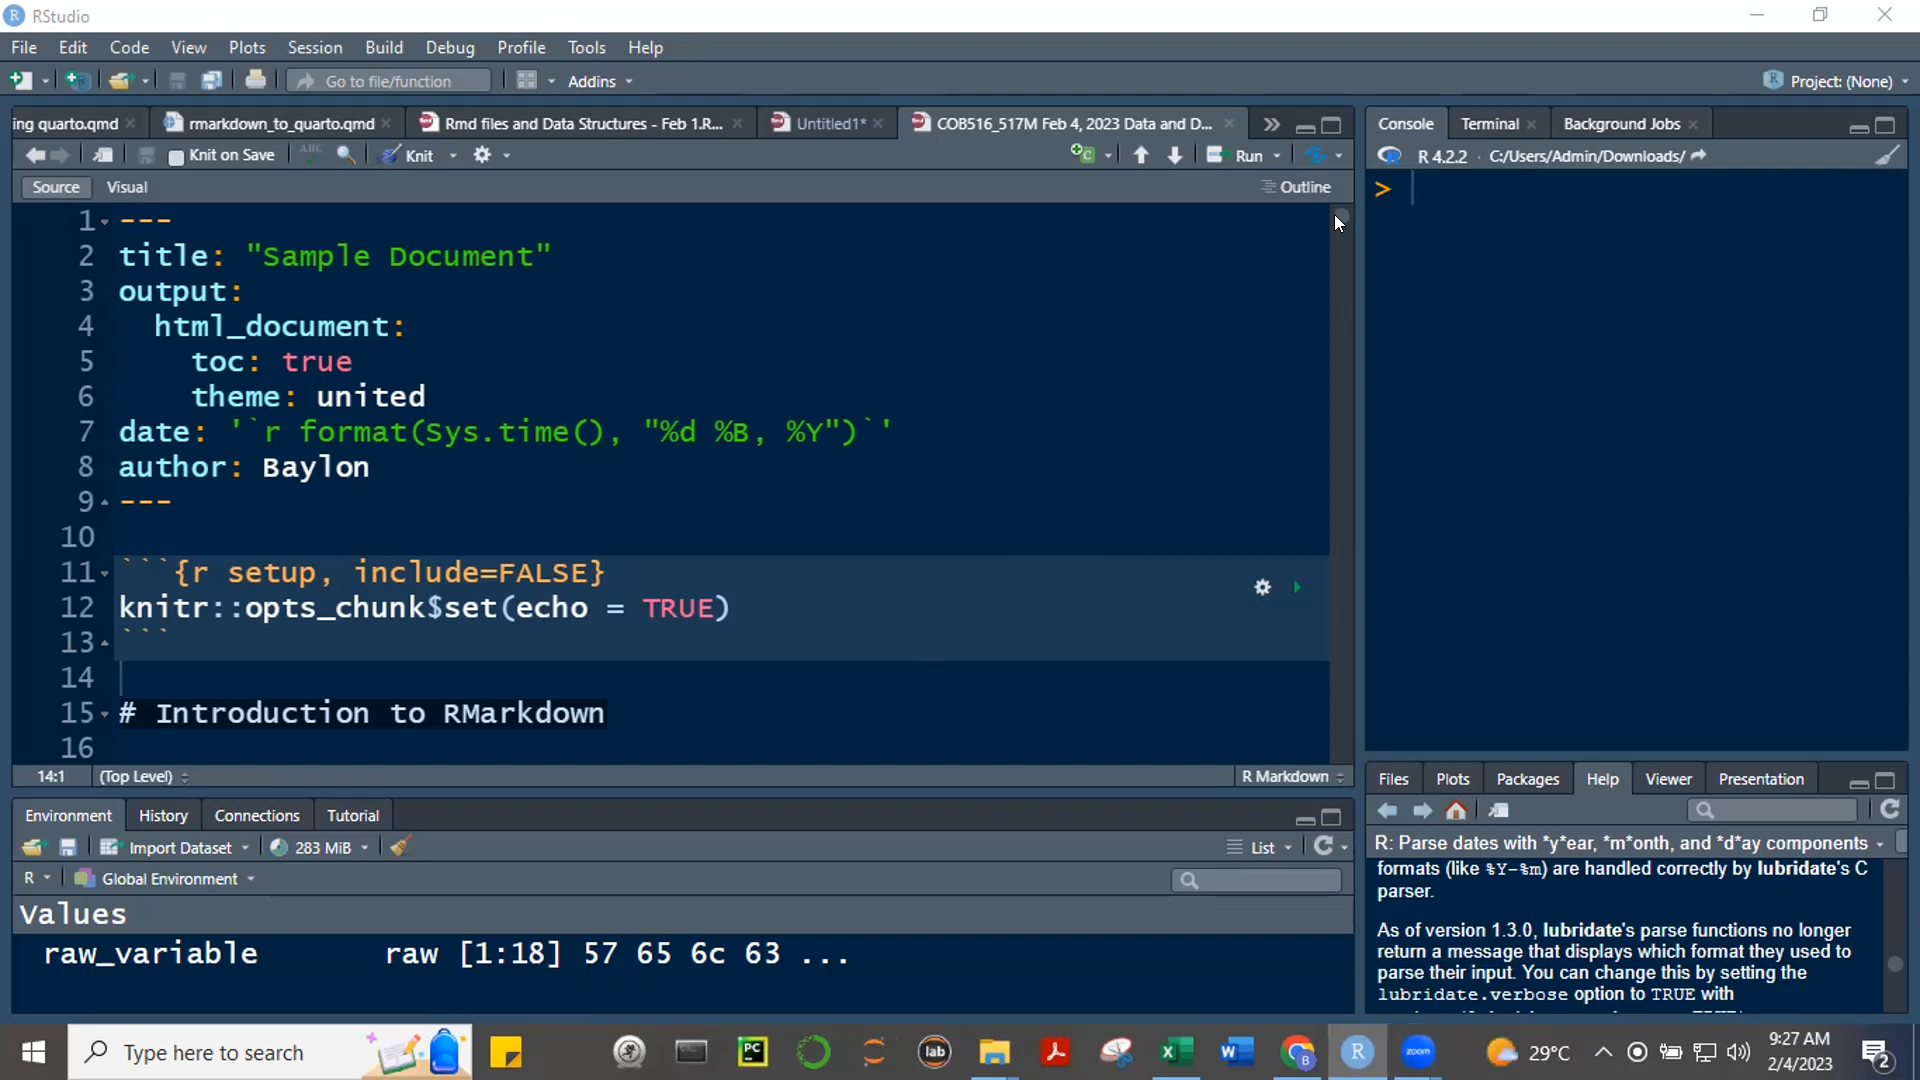 RStudio
File Edit Code View Plots Session Build Debug Profile Tools Help
Go to file/function Addins Project: (None)
ing quarto.qmd rmarkdown_to_quarto.qmd Rmd files and Data Structures - Feb 1.R... Untitled1* COB516_517M Feb 4, 2023 Data and D...
Knit on Save ABC Knit Run
Source Visual Outline
1 ---
2 title: "Sample Document"
3 output:
4 html_document:
5 toc: true
6 theme: united
7 date: '`r format(Sys.time(), "%d %B, %Y")`'
8 author: Baylon
9 ---
10
11 ```{r setup, include=FALSE}
12 knitr::opts_chunk$set(echo = TRUE)
13 ```
14
15 # Introduction to RMarkdown
16
14:1 (Top Level) R Markdown
Console Terminal Background Jobs
R 4.2.2 · C:/Users/Admin/Downloads/
>
Environment History Connections Tutorial
Import Dataset 283 MiB List
R Global Environment
Values
raw_variable raw [1:18] 57 65 6c 63 ...
Files Plots Packages Help Viewer Presentation
R: Parse dates with *y*ear, *m*onth, and *d*ay components
formats (like %Y-%m) are handled correctly by lubridate's C
parser.
As of version 1.3.0, lubridate's parse functions no longer
return a message that displays which format they used to
parse their input. You can change this by setting the
lubridate.verbose option to TRUE with
Type here to search
PC
lab
R
zoom
29°C
9:27 AM
2/4/2023
2